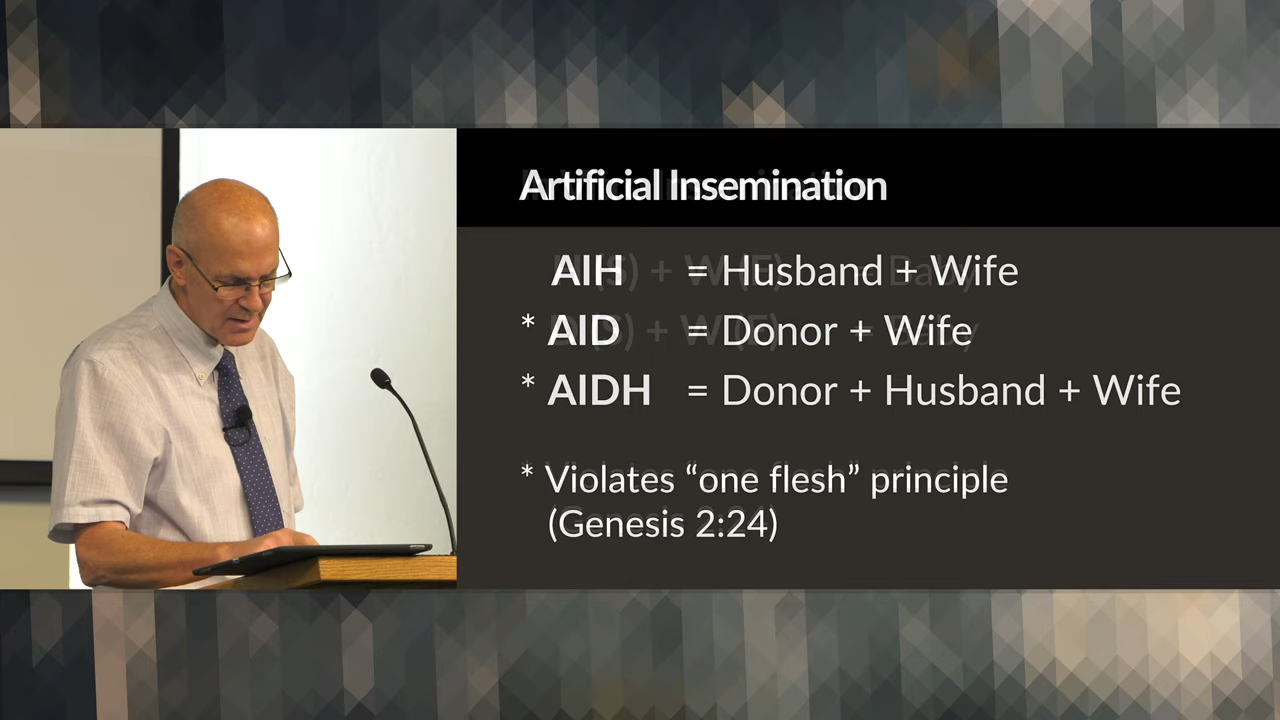 Artificial Insemination
AIH = Husband + Wife
* AID = Donor + Wife
* AIDH = Donor + Husband + Wife
* Violates “one flesh” principle
(Genesis 2:24)